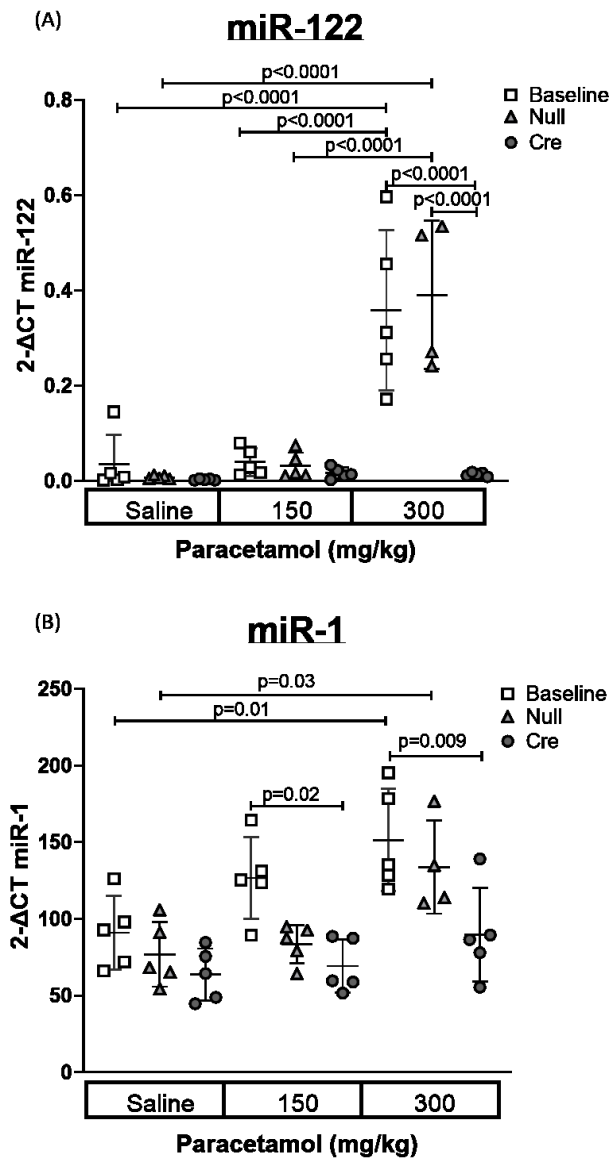 (A)
miR-122
p<0.0001
p<0.0001
p<0.0001
p<0.0001
p<0.0001
p<0.0001
Baseline
Null
Cre
2-ΔCT miR-122
0.8
0.6
0.4
0.2
0.0
Saline 150 300
Paracetamol (mg/kg)
(B)
miR-1
p=0.03
p=0.01
p=0.009
p=0.02
Baseline
Null
Cre
2-ΔCT miR-1
250
200
150
100
50
0
Saline 150 300
Paracetamol (mg/kg)